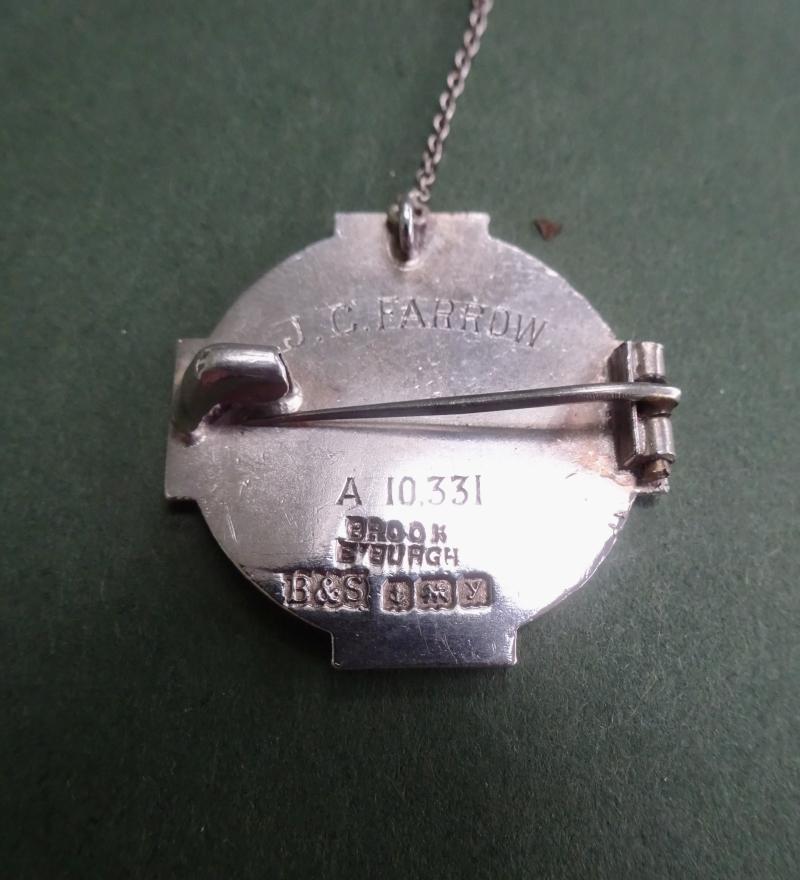 J. C. FARROW
A 10,331
BROOK
E'BURGH
B&S Y